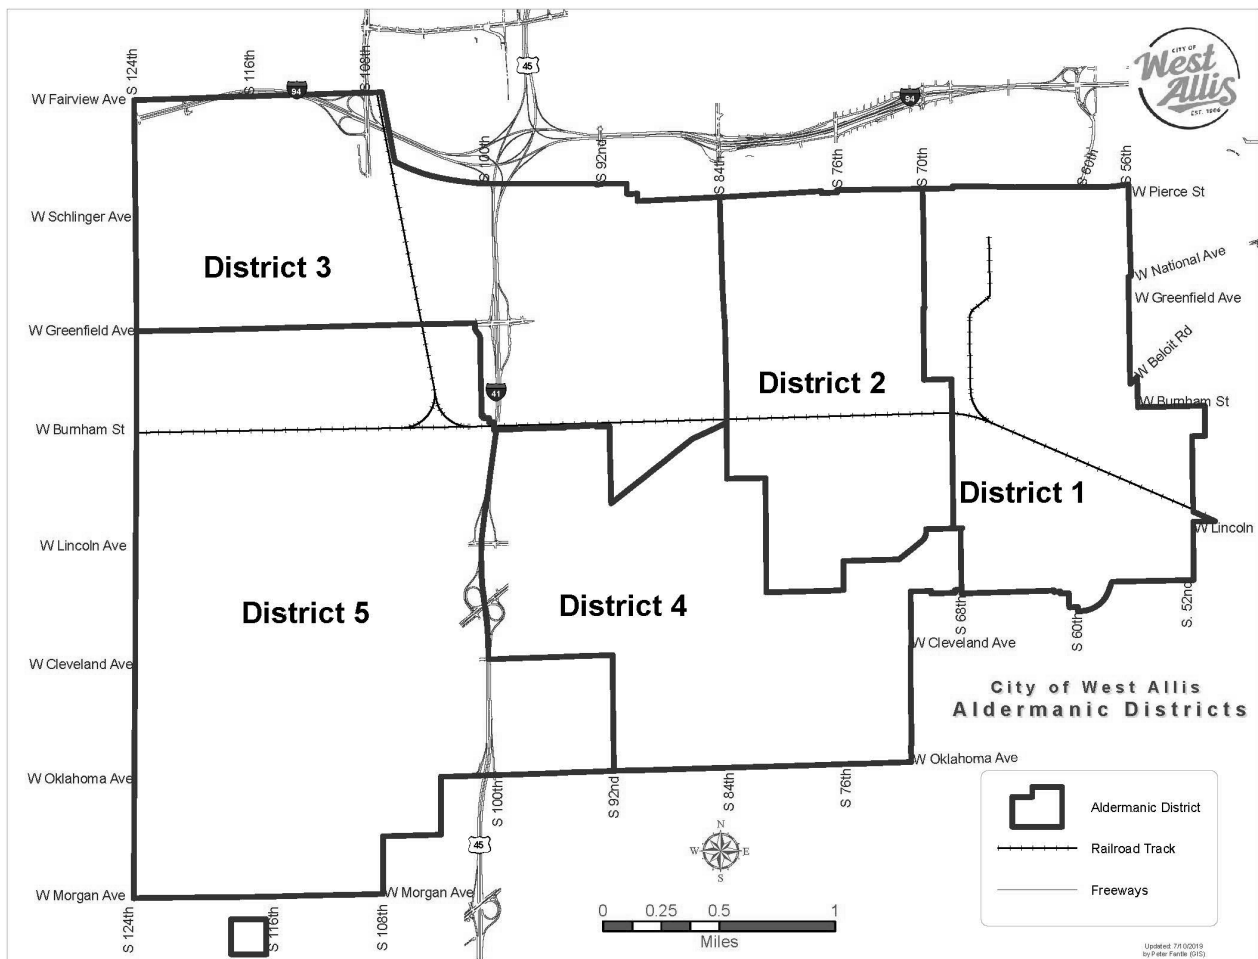 S 124th
S 116th
S 108th
94
45
94
CITY OF
West
Allis
EST. 1906
W Fairview Ave
S 100th
S 92nd
S 84th
S 76th
S 70th
S 60th
S 56th
W Pierce St
W Schlinger Ave
District 3
W National Ave
W Greenfield Ave
W Greenfield Ave
W Beloit Rd
District 2
41
W Burnham St
W Burnham St
District 1
W Lincoln
W Lincoln Ave
District 5
District 4
S 68th
S 60th
S. 52nd
W Cleveland Ave
W Cleveland Ave
City of West Allis
Aldermanic Districts
W Oklahoma Ave
W Oklahoma Ave
S 100th
S 92nd
S 84th
S 76th
Aldermanic District
Railroad Track
Freeways
45
N
W
E
S
W Morgan Ave
W Morgan Ave
S 124th
S 116th
S 108th
0
0.25
0.5
1
Miles
Updated: 7/10/2019
by Peter Fantle (GIS)